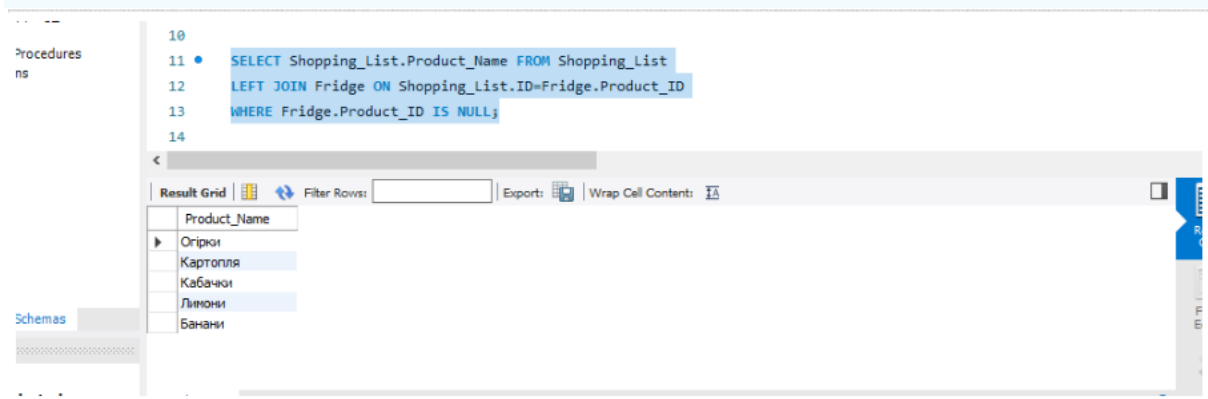 10
Procedures
11 SELECT Shopping_List.Product_Name FROM Shopping_List
ns
12 LEFT JOIN Fridge ON Shopping_List.ID=Fridge.Product_ID
13 WHERE Fridge.Product_ID IS NULL;
14
Result Grid Filter Rows: Export: Wrap Cell Content:
Product_Name
Огірки
Картопля
Кабачки
Лимони
Банани
Schemas